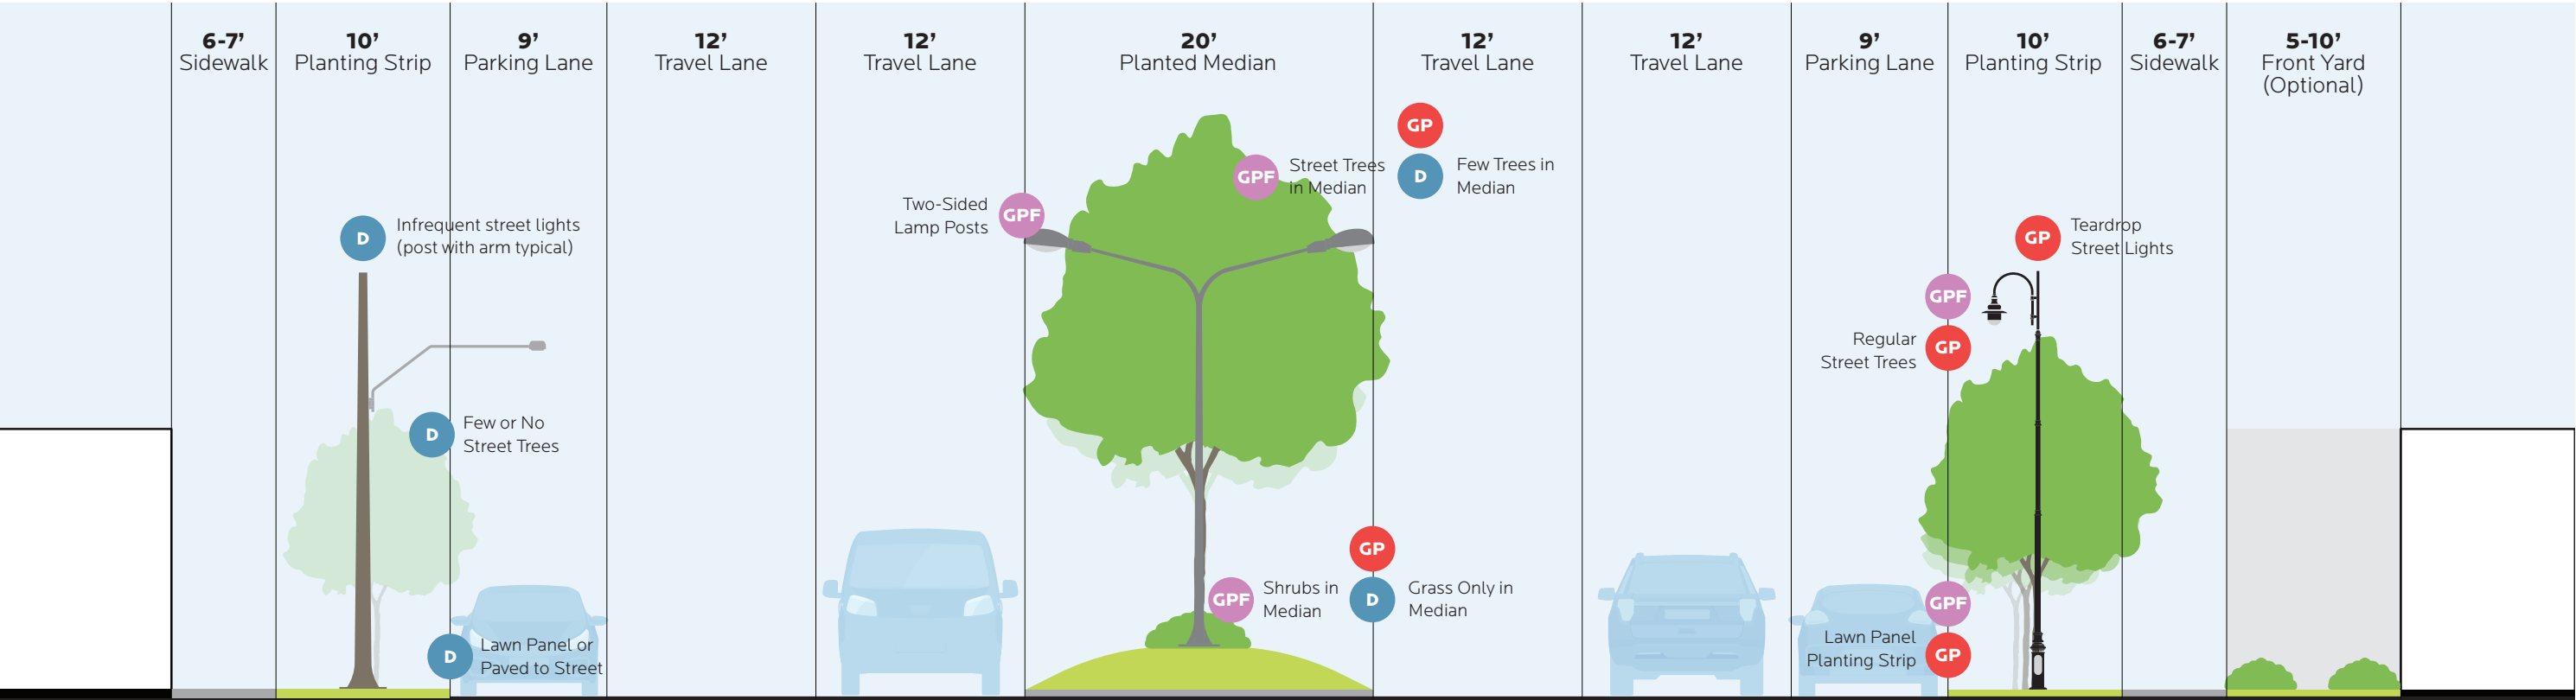 6-7’
Sidewalk
10’
Planting Strip
9’
Parking Lane
12’
Travel Lane
12’
Travel Lane
20’
Planted Median
12’
Travel Lane
12’
Travel Lane
9’
Parking Lane
10’
Planting Strip
6-7’
Sidewalk
5-10’
Front Yard
(Optional)
D
Infrequent street lights
(post with arm typical)
D
Few or No
Street Trees
D
Lawn Panel or
Paved to Street
Two-Sided
Lamp Posts
GPF
GPF
Street Trees
in Median
GP
D
Few Trees in
Median
GPF
Shrubs in
Median
GP
D
Grass Only in
Median
GP
Teardrop
Street Lights
GPF
GP
Regular
Street Trees
GPF
GP
Lawn Panel
Planting Strip